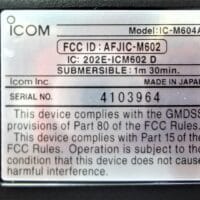 ICOM Model:IC-M604A
FCC ID : AFJIC-M602
IC: 202E-ICM602 D
SUBMERSIBLE : 1m 30min.
Icom Inc. MADE IN JAPAN
SERIAL NO.
4103964
This device complies with the GMDSS
provisions of Part 80 of the FCC Rules.
This device complies with Part 15 of the
FCC Rules. Operation is subject to the
condition that this device does not cause
harmful interference.